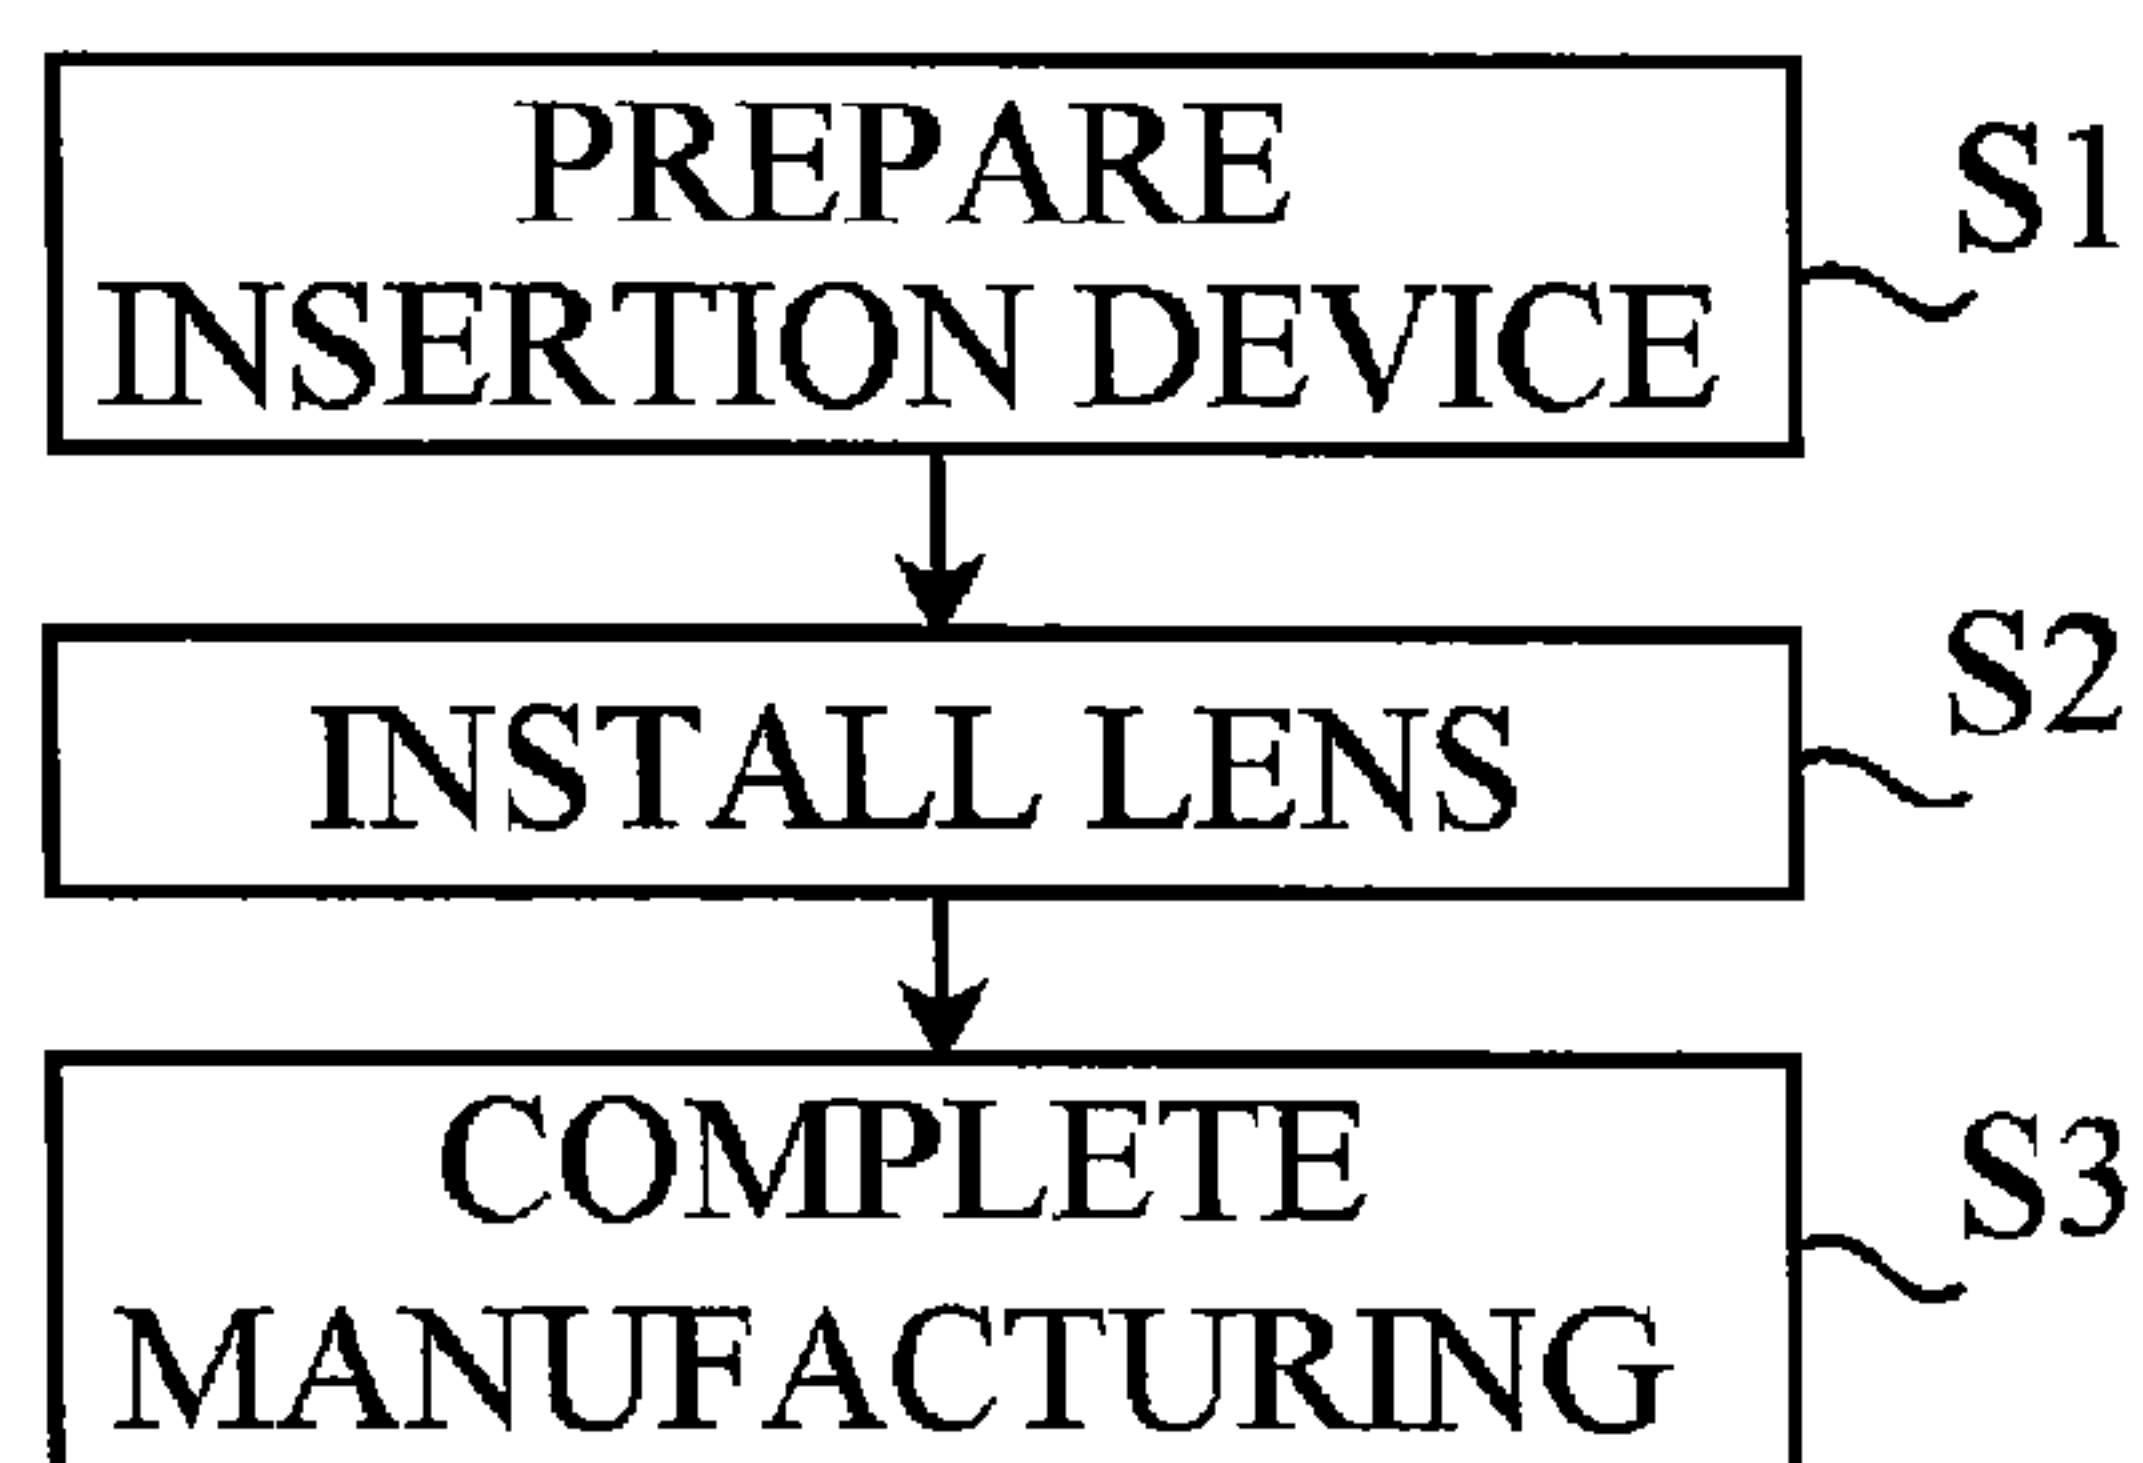 PREPARE
INSERTION DEVICE
S1
INSTALL LENS
S2
COMPLETE
MANUFACTURING
S3